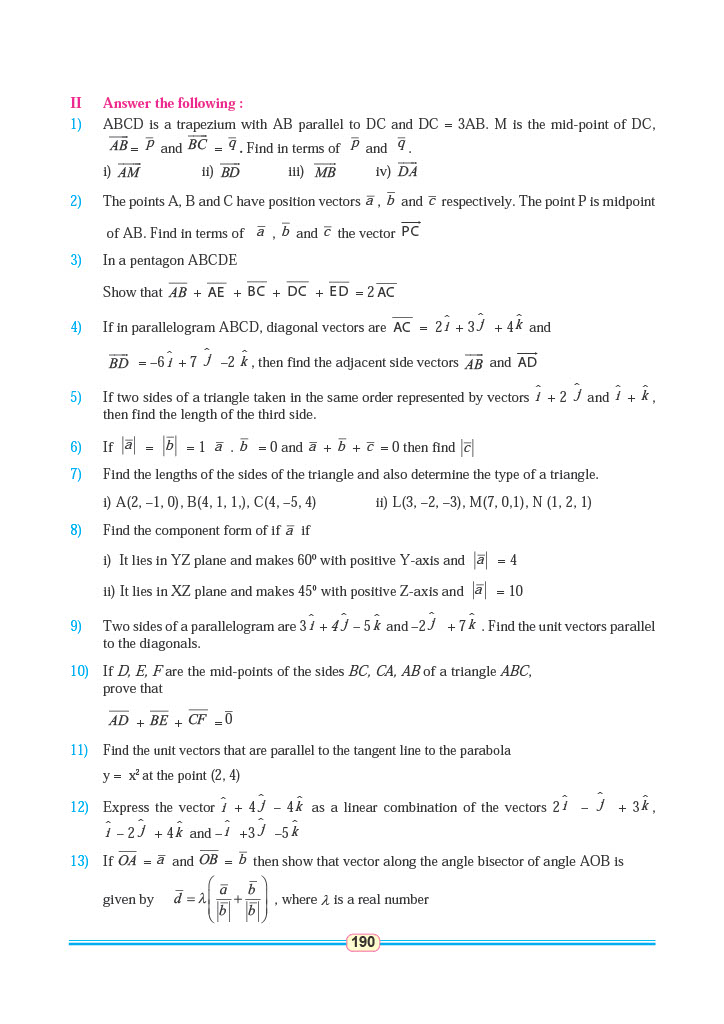 II Answer the following :
1) ABCD is a trapezium with AB parallel to DC and DC = 3AB. M is the mid-point of DC,
$\overline{AB}$ = $\overline{p}$ and $\overline{BC}$ = $\overline{q}$ . Find in terms of $\overline{p}$ and $\overline{q}$ .
i) $\overline{AM}$ ii) $\overline{BD}$ iii) $\overline{MB}$ iv) $\overline{DA}$
2) The points A, B and C have position vectors $\overline{a}$ , $\overline{b}$ and $\overline{c}$ respectively. The point P is midpoint
of AB. Find in terms of $\overline{a}$ , $\overline{b}$ and $\overline{c}$ the vector $\overline{PC}$
3) In a pentagon ABCDE
Show that $\overline{AB}$ + $\overline{AE}$ + $\overline{BC}$ + $\overline{DC}$ + $\overline{ED}$ = 2 $\overline{AC}$
4) If in parallelogram ABCD, diagonal vectors are $\overline{AC}$ = 2$\hat{i}$ + 3$\hat{j}$ + 4$\hat{k}$ and
$\overline{BD}$ = –6$\hat{i}$ + 7$\hat{j}$ –2$\hat{k}$ , then find the adjacent side vectors $\overline{AB}$ and $\overline{AD}$
5) If two sides of a triangle taken in the same order represented by vectors $\hat{i}$ + 2 $\hat{j}$ and $\hat{i}$ + $\hat{k}$ ,
then find the length of the third side.
6) If $|\overline{a}|$ = $|\overline{b}|$ = 1 $\overline{a}$ . $\overline{b}$ = 0 and $\overline{a}$ + $\overline{b}$ + $\overline{c}$ = 0 then find $|\overline{c}|$
7) Find the lengths of the sides of the triangle and also determine the type of a triangle.
i) A(2, –1, 0), B(4, 1, 1,), C(4, –5, 4) ii) L(3, –2, –3), M(7, 0,1), N (1, 2, 1)
8) Find the component form of if $\overline{a}$ if
i) It lies in YZ plane and makes 60⁰ with positive Y-axis and $|\overline{a}|$ = 4
ii) It lies in XZ plane and makes 45⁰ with positive Z-axis and $|\overline{a}|$ = 10
9) Two sides of a parallelogram are 3$\hat{i}$ + 4$\hat{j}$ – 5$\hat{k}$ and –2$\hat{j}$ + 7$\hat{k}$ . Find the unit vectors parallel
to the diagonals.
10) If D, E, F are the mid-points of the sides BC, CA, AB of a triangle ABC,
prove that
$\overline{AD}$ + $\overline{BE}$ + $\overline{CF}$ = $\overline{0}$
11) Find the unit vectors that are parallel to the tangent line to the parabola
y = x² at the point (2, 4)
12) Express the vector $\hat{i}$ + 4$\hat{j}$ – 4$\hat{k}$ as a linear combination of the vectors 2$\hat{i}$ – $\hat{j}$ + 3$\hat{k}$ ,
$\hat{i}$ – 2$\hat{j}$ + 4$\hat{k}$ and –$\hat{i}$ +3$\hat{j}$ –5$\hat{k}$
13) If $\overline{OA}$ = $\overline{a}$ and $\overline{OB}$ = $\overline{b}$ then show that vector along the angle bisector of angle AOB is
given by $\overline{d} = \lambda\left(\frac{\overline{a}}{|\overline{b}|}+\frac{\overline{b}}{|\overline{b}|}\right)$ , where λ is a real number
190